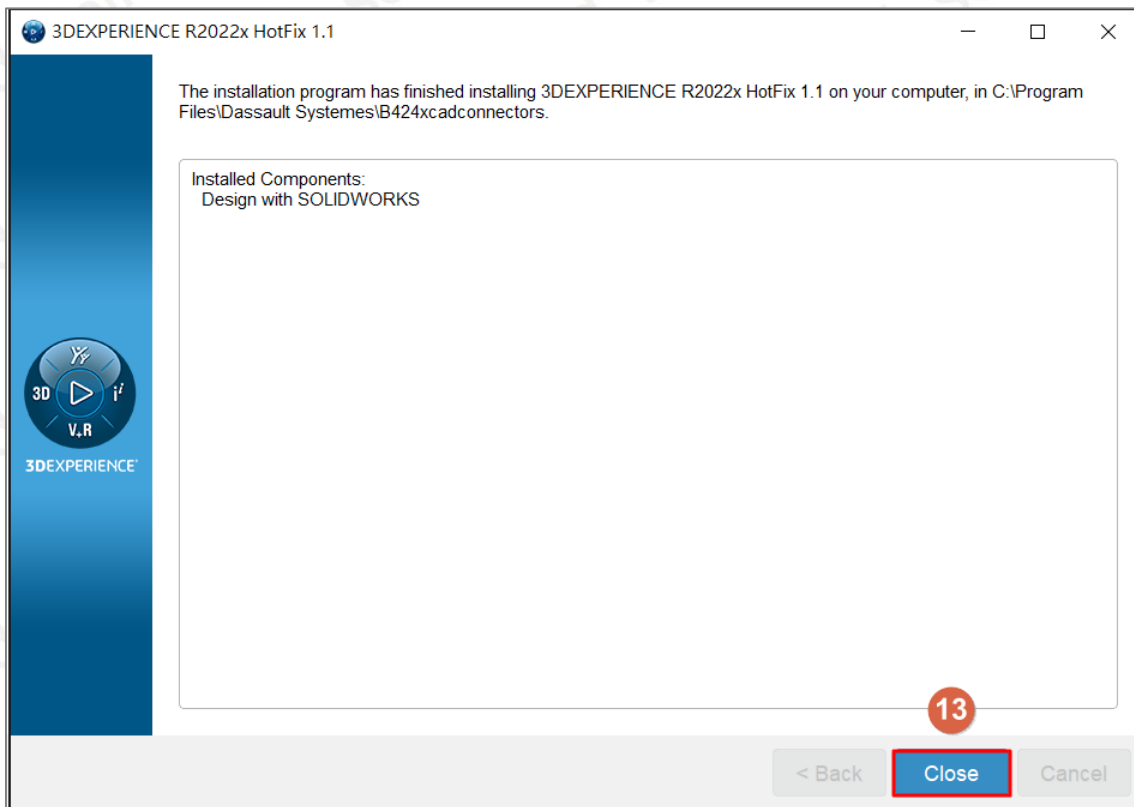 3DEXPERIENCE R2022x HotFix 1.1
The installation program has finished installing 3DEXPERIENCE R2022x HotFix 1.1 on your computer, in C:\Program
Files\Dassault Systemes\B424xcadconnectors.
Installed Components:
Design with SOLIDWORKS
3D
i
V+R
3DEXPERIENCE
13
< Back
Close
Cancel